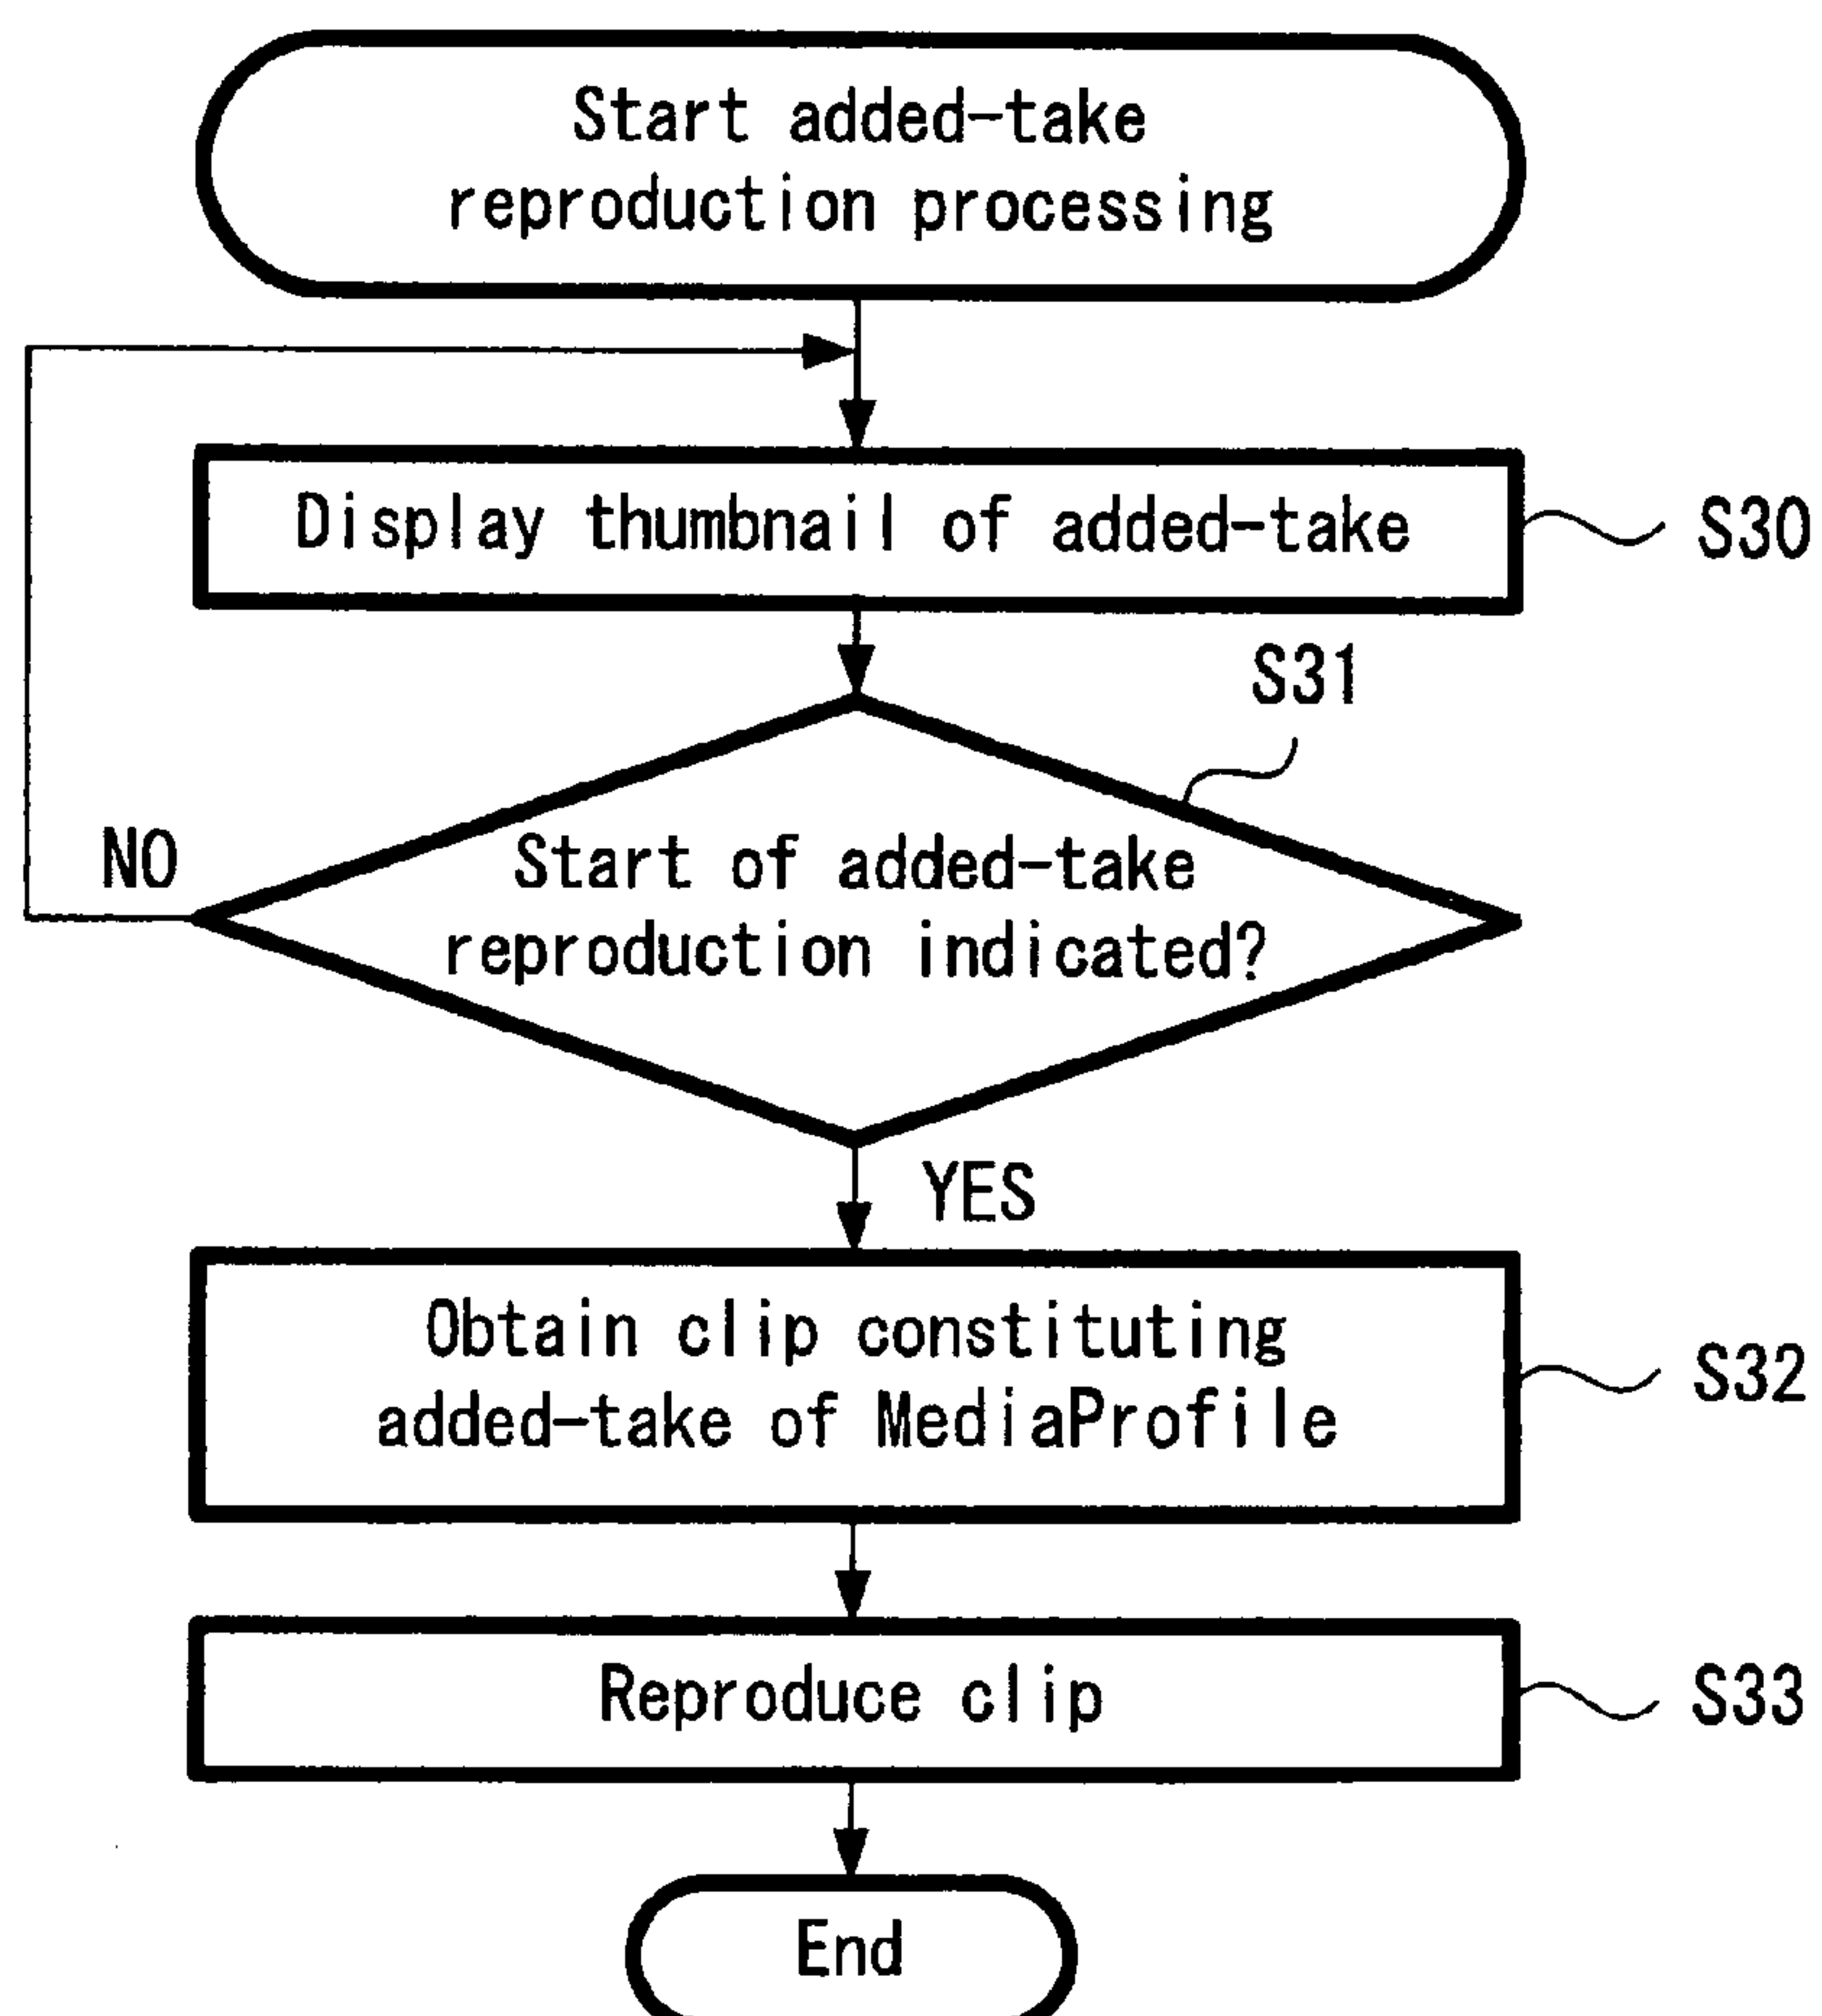 Start added-take
reproduction processing
Display thumbnail of added-take
S30
S31
NO
Start of added-take
reproduction indicated?
YES
Obtain clip constituting
added-take of MediaProfile
S32
Reproduce clip
S33
End